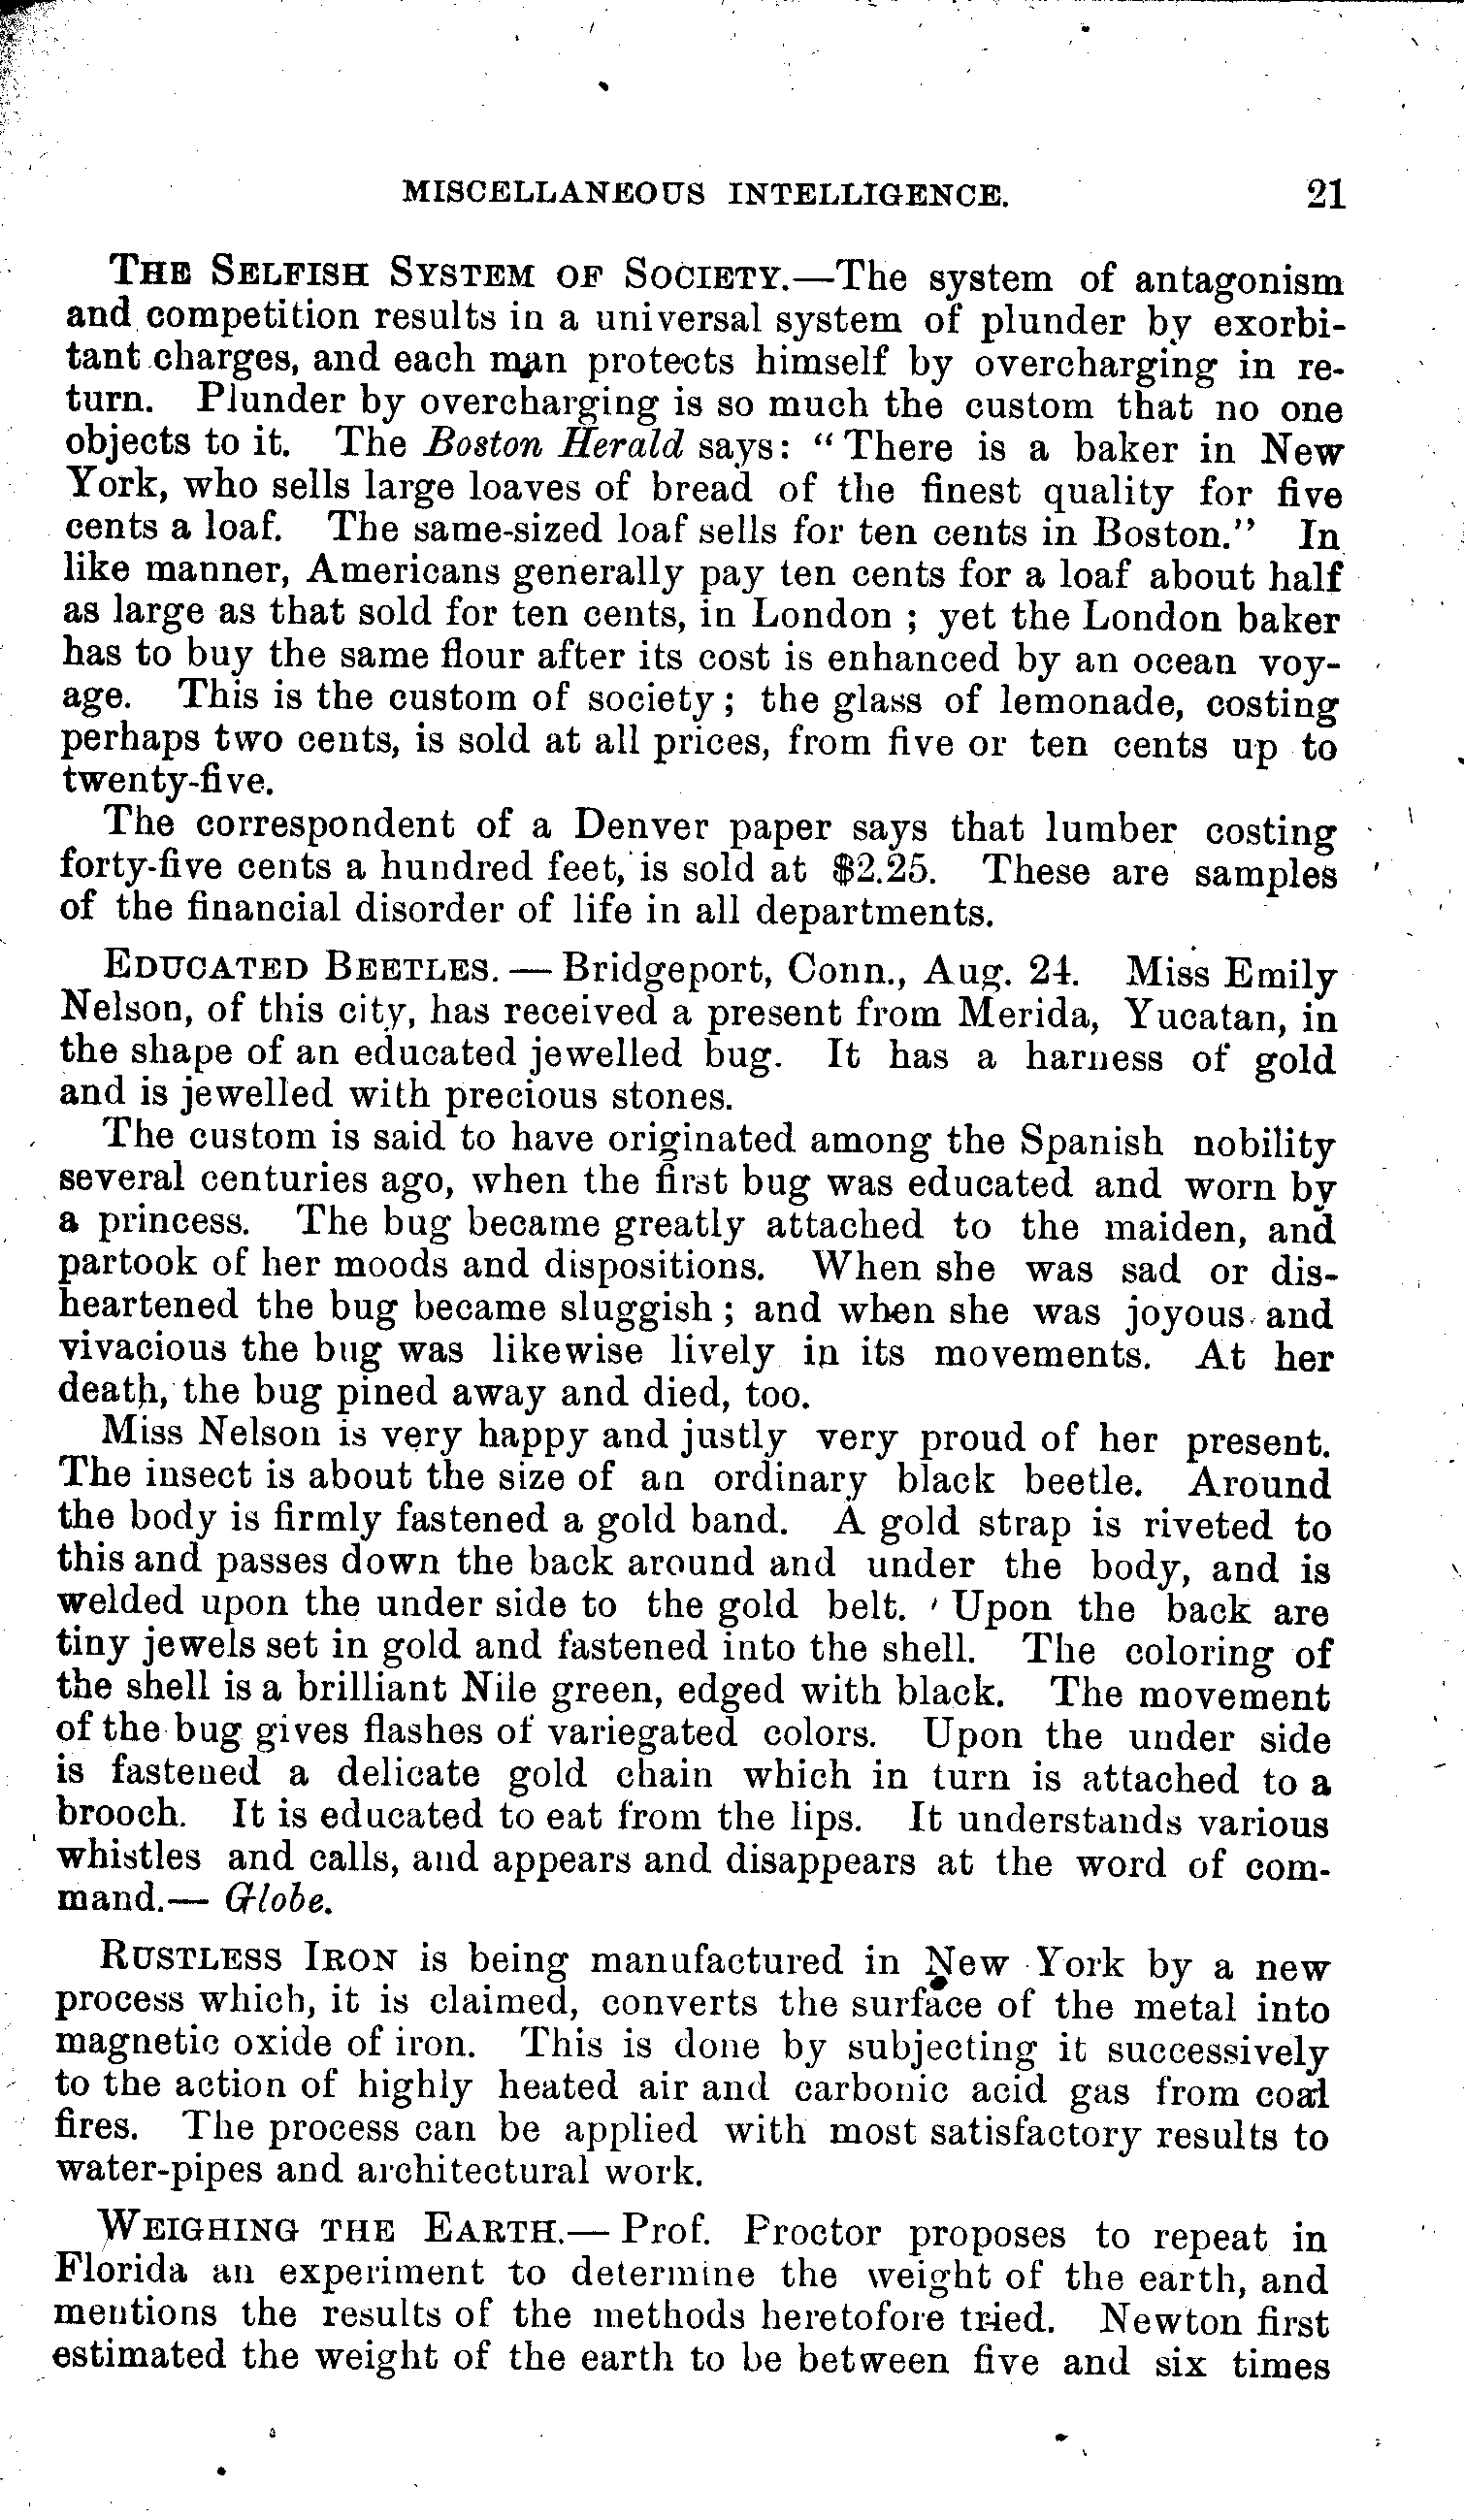 MISCELLANEOUS INTELLIGENCE. 21
THE SELFISH SYSTEM OF SOCIETY.—The system of antagonism
and competition results in a universal system of plunder by exorbi-
tant charges, and each man protects himself by overcharging in re-
turn. Plunder by overcharging is so much the custom that no one
objects to it. The Boston Herald says: “There is a baker in New
York, who sells large loaves of bread of the finest quality for five
cents a loaf. The same-sized loaf sells for ten cents in Boston.” In
like manner, Americans generally pay ten cents for a loaf about half
as large as that sold for ten cents, in London ; yet the London baker
has to buy the same flour after its cost is enhanced by an ocean voy-
age. This is the custom of society; the glass of lemonade, costing
perhaps two cents, is sold at all prices, from five or ten cents up to
twenty-five.
The correspondent of a Denver paper says that lumber costing
forty-five cents a hundred feet, is sold at $2.25. These are samples
of the financial disorder of life in all departments.
EDUCATED BEETLES. — Bridgeport, Conn., Aug. 24. Miss Emily
Nelson, of this city, has received a present from Merida, Yucatan, in
the shape of an educated jewelled bug. It has a harness of gold
and is jewelled with precious stones.
The custom is said to have originated among the Spanish nobility
several centuries ago, when the first bug was educated and worn by
a princess. The bug became greatly attached to the maiden, and
partook of her moods and dispositions. When she was sad or dis-
heartened the bug became sluggish ; and when she was joyous and
vivacious the bug was likewise lively in its movements. At her
death, the bug pined away and died, too.
Miss Nelson is very happy and justly very proud of her present.
The insect is about the size of an ordinary black beetle. Around
the body is firmly fastened a gold band. A gold strap is riveted to
this and passes down the back around and under the body, and is
welded upon the under side to the gold belt. Upon the back are
tiny jewels set in gold and fastened into the shell. The coloring of
the shell is a brilliant Nile green, edged with black. The movement
of the bug gives flashes of variegated colors. Upon the under side
is fastened a delicate gold chain which in turn is attached to a
brooch. It is educated to eat from the lips. It understands various
whistles and calls, and appears and disappears at the word of com-
mand.— Globe.
RUSTLESS IRON is being manufactured in New York by a new
process which, it is claimed, converts the surface of the metal into
magnetic oxide of iron. This is done by subjecting it successively
to the action of highly heated air and carbonic acid gas from coal
fires. The process can be applied with most satisfactory results to
water-pipes and architectural work.
WEIGHING THE EARTH.— Prof. Proctor proposes to repeat in
Florida an experiment to determine the weight of the earth, and
mentions the results of the methods heretofore tried. Newton first
estimated the weight of the earth to be between five and six times